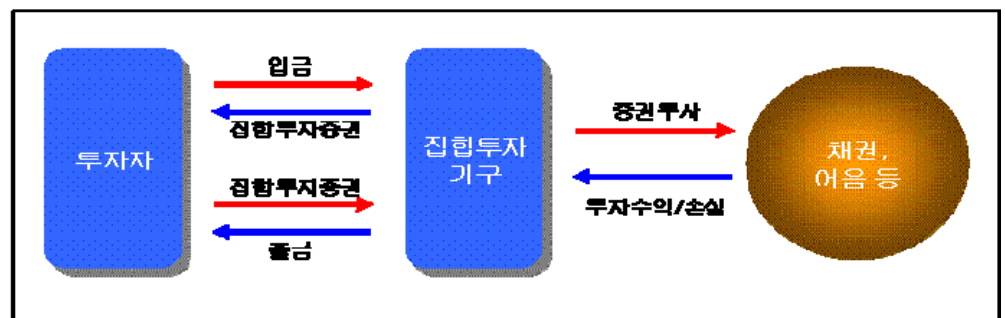 입금
집합투자증권
투자자
집합투자증권
출금
집합투자
기구
증권투자
투자수익/손실
채권,
어음 등